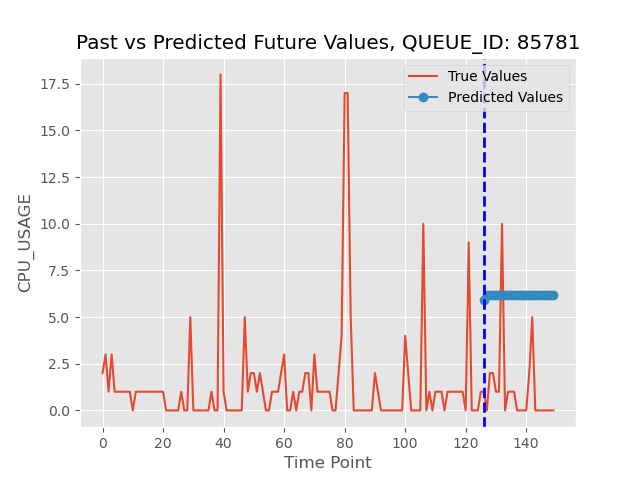 Past vs Predicted Future Values, QUEUE_ID: 85781
True Values
Predicted Values
CPU_USAGE
17.5
15.0
12.5
10.0
7.5
5.0
2.5
0.0
0 20 40 60 80 100 120 140
Time Point